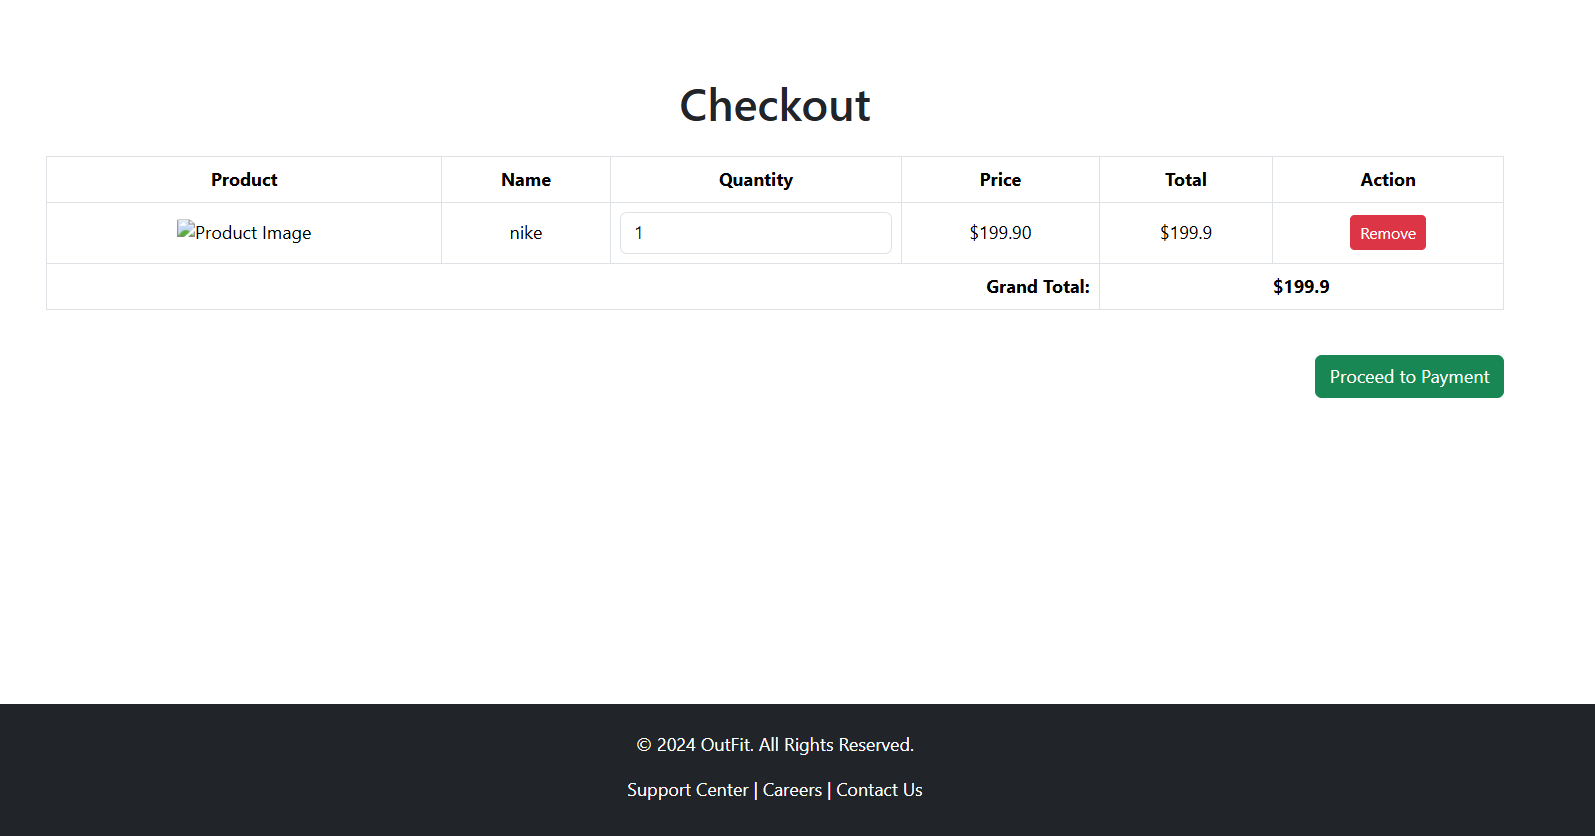 Checkout
Product Name Quantity Price Total Action
Product Image nike 1 $199.90 $199.9 Remove
Grand Total: $199.9
Proceed to Payment
© 2024 OutFit. All Rights Reserved.
Support Center | Careers | Contact Us